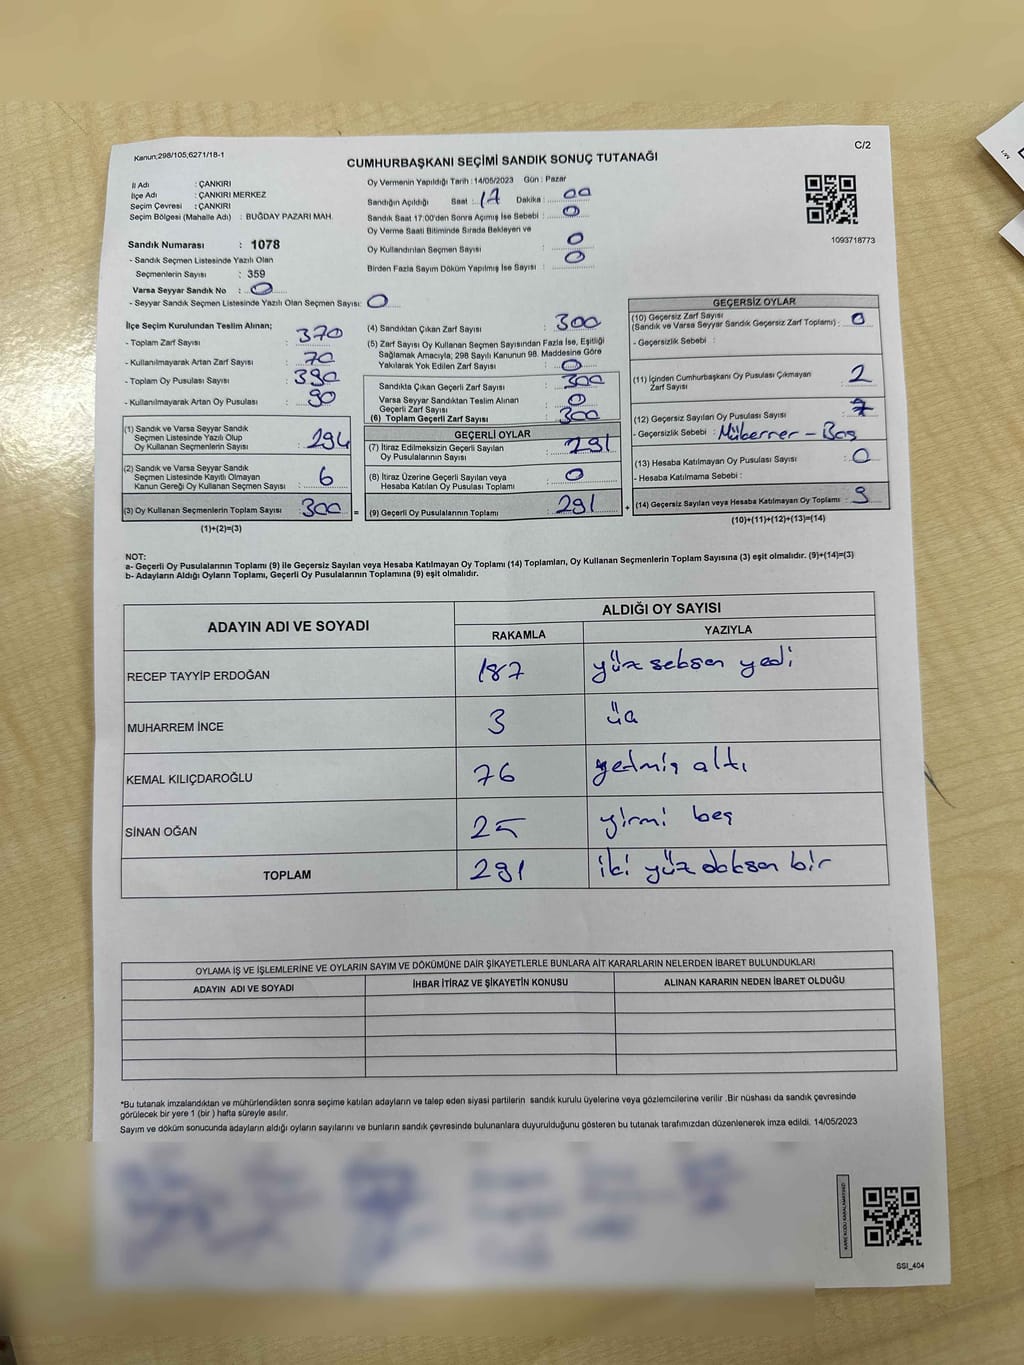 Kanun;298/105,6271/18-1
C/2
CUMHURBAŞKANI SEÇİMİ SANDIK SONUÇ TUTANAĞI
İl Adı : ÇANKIRI
İlçe Adı : ÇANKIRI MERKEZ
Seçim Çevresi : ÇANKIRI
Seçim Bölgesi (Mahalle Adı) : BUĞDAY PAZARI MAH.
Sandık Numarası : 1078
- Sandık Seçmen Listesinde Yazılı Olan
Seçmenlerin Sayısı : 359
Varsa Seyyar Sandık No : 0
- Seyyar Sandık Seçmen Listesinde Yazılı Olan Seçmen Sayısı: 0
Oy Vermenin Yapıldığı Tarih : 14/05/2023 Gün : Pazar
Sandığın Açıldığı Saat : 17 Dakika : 00
Sandık Saat 17:00'den Sonra Açımış İse Sebebi : 0
Oy Verme Saati Bitiminde Sırada Bekleyen ve
Oy Kullandırılan Seçmen Sayısı : 0
Birden Fazla Sayım Döküm Yapılmış İse Sayısı : 0
1093718773
İlçe Seçim Kurulundan Teslim Alınan;
- Toplam Zarf Sayısı : 370
- Kullanılmayarak Artan Zarf Sayısı : 70
- Toplam Oy Pusulası Sayısı : 390
- Kullanılmayarak Artan Oy Pusulası : 90
(1) Sandık ve Varsa Seyyar Sandık
Seçmen Listesinde Yazılı Olup
Oy Kullanan Seçmenlerin Sayısı : 294
(2) Sandık ve Varsa Seyyar Sandık
Seçmen Listesinde Kayıtlı Olmayan
Kanun Gereği Oy Kullanan Seçmen Sayısı : 6
(3) Oy Kullanan Seçmenlerin Toplam Sayısı : 300 =
(1)+(2)=(3)
(4) Sandıktan Çıkan Zarf Sayısı : 300
(5) Zarf Sayısı Oy Kullanan Seçmen Sayısından Fazla İse, Eşitliği
Sağlamak Amacıyla; 298 Sayılı Kanunun 98. Maddesine Göre
Yakılarak Yok Edilen Zarf Sayısı : 0
Sandıkta Çıkan Geçerli Zarf Sayısı : 300
Varsa Seyyar Sandıktan Teslim Alınan
Geçerli Zarf Sayısı : 0
(6) Toplam Geçerli Zarf Sayısı : 300
GEÇERLİ OYLAR
(7) İtiraz Edilmeksizin Geçerli Sayılan
Oy Pusulalarının Sayısı : 291
(8) İtiraz Üzerine Geçerli Sayılan veya
Hesaba Katılan Oy Pusulası Toplamı : 0
(9) Geçerli Oy Pusulalarının Toplamı : 291 +
GEÇERSİZ OYLAR
(10) Geçersiz Zarf Sayısı
(Sandık ve Varsa Seyyar Sandık Geçersiz Zarf Toplamı) : 0
- Geçersizlik Sebebi :
(11) İçinden Cumhurbaşkanı Oy Pusulası Çıkmayan
Zarf Sayısı : 2
(12) Geçersiz Sayılan Oy Pusulası Sayısı : 7
- Geçersizlik Sebebi : Müberrer - Boş
(13) Hesaba Katılmayan Oy Pusulası Sayısı : 0
- Hesaba Katılmama Sebebi :
(14) Geçersiz Sayılan veya Hesaba Katılmayan Oy Toplamı : 9
(10)+(11)+(12)+(13)=(14)
NOT:
a- Geçerli Oy Pusulalarının Toplamı (9) ile Geçersiz Sayılan veya Hesaba Katılmayan Oy Toplamı (14) Toplamları, Oy Kullanan Seçmenlerin Toplam Sayısına (3) eşit olmalıdır. (9)+(14)=(3)
b- Adayların Aldığı Oyların Toplamı, Geçerli Oy Pusulalarının Toplamına (9) eşit olmalıdır.
ADAYIN ADI VE SOYADI
ALDIĞI OY SAYISI
RAKAMLA YAZIYLA
RECEP TAYYİP ERDOĞAN 187 yüz seksen yedi
MUHARREM İNCE 3 üç
KEMAL KILIÇDAROĞLU 76 yetmiş altı
SİNAN OĞAN 25 yirmi beş
TOPLAM 291 iki yüz doksan bir
OYLAMA İŞ VE İŞLEMLERİNE VE OYLARIN SAYIM VE DÖKÜMÜNE DAİR ŞİKAYETLERLE BUNLARA AİT KARARLARIN NELERDEN İBARET BULUNDUKLARI
ADAYIN ADI VE SOYADI İHBAR İTİRAZ VE ŞİKAYETİN KONUSU ALINAN KARARIN NEDEN İBARET OLDUĞU
*Bu tutanak imzalandıktan ve mühürlendikten sonra seçime katılan adayların ve talep eden siyasi partilerin sandık kurulu üyelerine veya gözlemcilerine verilir .Bir nüshası da sandık çevresinde
görülecek bir yere 1 (bir ) hafta süreyle asılır.
Sayım ve döküm sonucunda adayların aldığı oyların sayılarını ve bunların sandık çevresinde bulunanlara duyurulduğunu gösteren bu tutanak tarafımızdan düzenlenerek imza edildi. 14/05/2023
KARE KODU KARALAMAYINIZ!
SSI_404